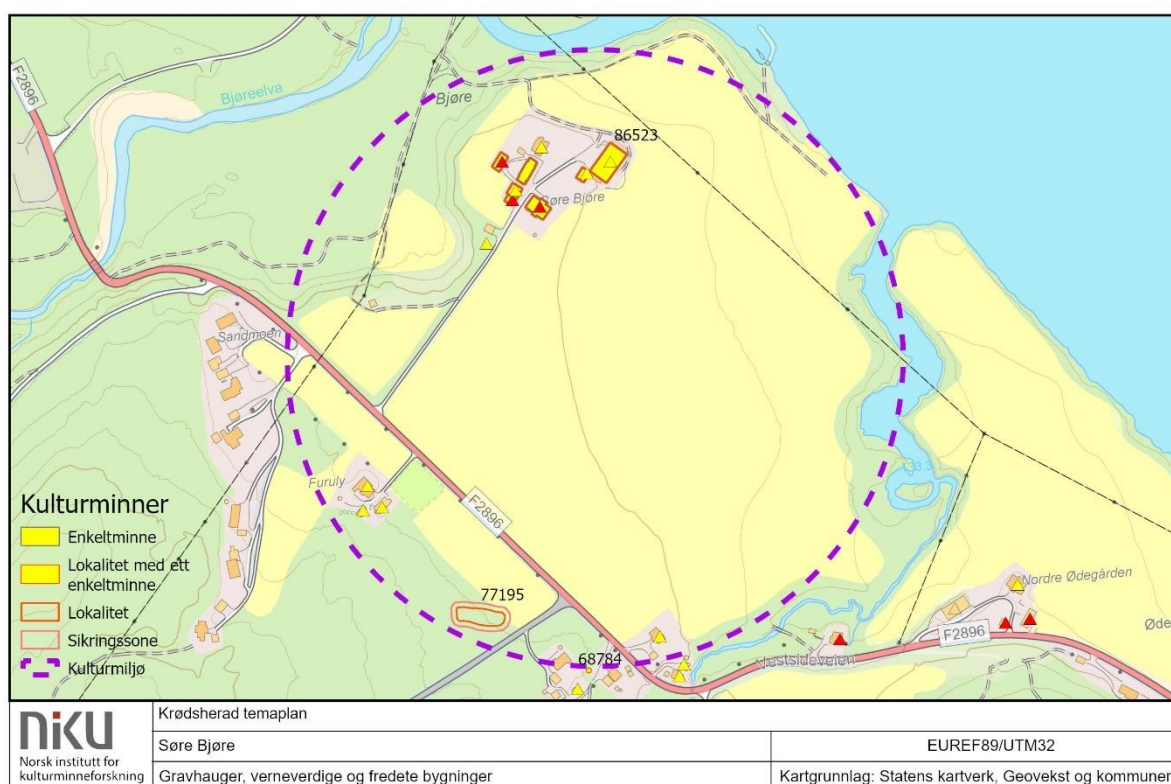 F2896
Bjøreelva
Bjøre
86523
Søre Bjøre
Sandmoen
Furuly
F2896
33.3
77195
68784
Nordre Ødegården
F2896
Kulturminner
Enkeltminne
Lokalitet med ett
enkeltminne
Lokalitet
Sikringssone
Kulturmiljø
niku
Norsk institutt for
kulturminneforskning
Krødsherad temaplan
Søre Bjøre
EUREF89/UTM32
Gravhauger, verneverdige og fredete bygninger
Kartgrunnlag: Statens kartverk, Geovekst og kommuner